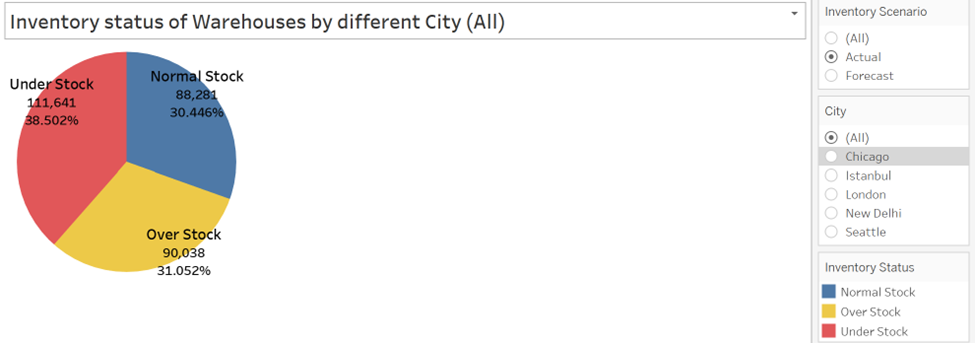 Inventory status of Warehouses by different City (All)
Under Stock
111,641
38.502%
Normal Stock
88,281
30.446%
Over Stock
90,038
31.052%
Inventory Scenario
(All)
Actual
Forecast
City
(All)
Chicago
Istanbul
London
New Delhi
Seattle
Inventory Status
Normal Stock
Over Stock
Under Stock